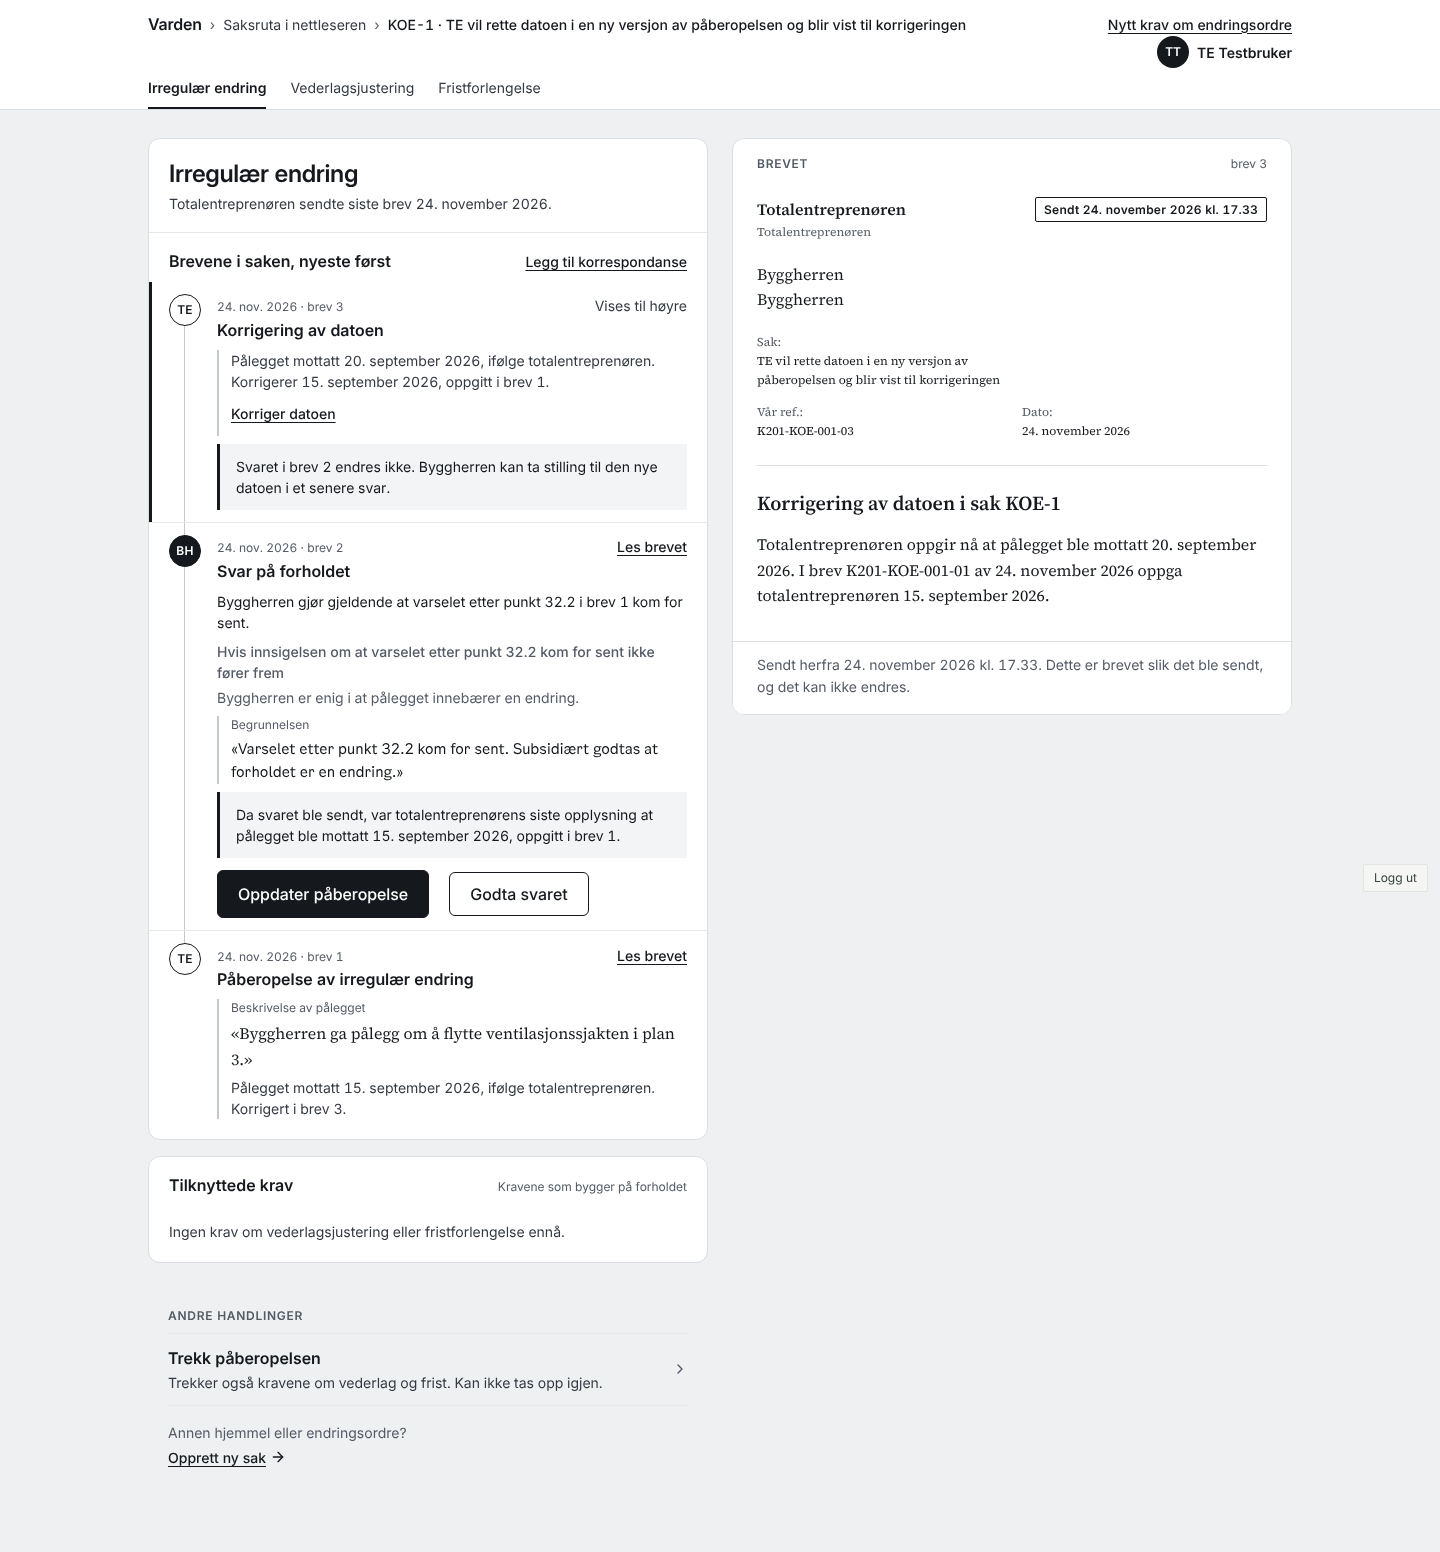 Varden › Saksruta i nettleseren › KOE-1 · TE vil rette datoen i en ny versjon av påberopelsen og blir vist til korrigeringen
Nytt krav om endringsordre
TT TE Testbruker
Irregulær endring Vederlagsjustering Fristforlengelse
Irregulær endring
Totalentreprenøren sendte siste brev 24. november 2026.
Brevene i saken, nyeste først Legg til korrespondanse
TE 24. nov. 2026 · brev 3 Vises til høyre
Korrigering av datoen
Pålegget mottatt 20. september 2026, ifølge totalentreprenøren.
Korrigerer 15. september 2026, oppgitt i brev 1.
Korriger datoen
Svaret i brev 2 endres ikke. Byggherren kan ta stilling til den nye
datoen i et senere svar.
BH 24. nov. 2026 · brev 2 Les brevet
Svar på forholdet
Byggherren gjør gjeldende at varselet etter punkt 32.2 i brev 1 kom for
sent.
Hvis innsigelsen om at varselet etter punkt 32.2 kom for sent ikke
fører frem
Byggherren er enig i at pålegget innebærer en endring.
Begrunnelsen
«Varselet etter punkt 32.2 kom for sent. Subsidiært godtas at
forholdet er en endring.»
Da svaret ble sendt, var totalentreprenørens siste opplysning at
pålegget ble mottatt 15. september 2026, oppgitt i brev 1.
Oppdater påberopelse Godta svaret
TE 24. nov. 2026 · brev 1 Les brevet
Påberopelse av irregulær endring
Beskrivelse av pålegget
«Byggherren ga pålegg om å flytte ventilasjonssjakten i plan
3.»
Pålegget mottatt 15. september 2026, ifølge totalentreprenøren.
Korrigert i brev 3.
Tilknyttede krav Kravene som bygger på forholdet
Ingen krav om vederlagsjustering eller fristforlengelse ennå.
ANDRE HANDLINGER
Trekk påberopelsen
Trekker også kravene om vederlag og frist. Kan ikke tas opp igjen.
Annen hjemmel eller endringsordre?
Opprett ny sak →
BREVET brev 3
Totalentreprenøren Sendt 24. november 2026 kl. 17.33
Totalentreprenøren
Byggherren
Byggherren
Sak:
TE vil rette datoen i en ny versjon av
påberopelsen og blir vist til korrigeringen
Vår ref.: Dato:
K201-KOE-001-03 24. november 2026
Korrigering av datoen i sak KOE-1
Totalentreprenøren oppgir nå at pålegget ble mottatt 20. september
2026. I brev K201-KOE-001-01 av 24. november 2026 oppga
totalentreprenøren 15. september 2026.
Sendt herfra 24. november 2026 kl. 17.33. Dette er brevet slik det ble sendt,
og det kan ikke endres.
Logg ut